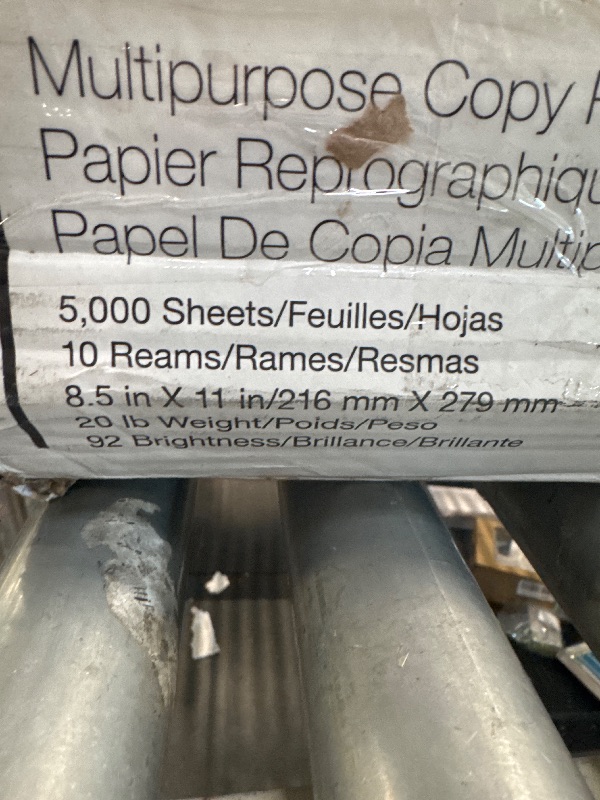 Multipurpose Copy
Papier Reprographiqu
Papel De Copia Multip
5,000 Sheets/Feuilles/Hojas
10 Reams/Rames/Resmas
8.5 in X 11 in/216 mm X 279 mm
20 lb Weight/Poids/Peso
92 Brightness/Brillance/Brillante